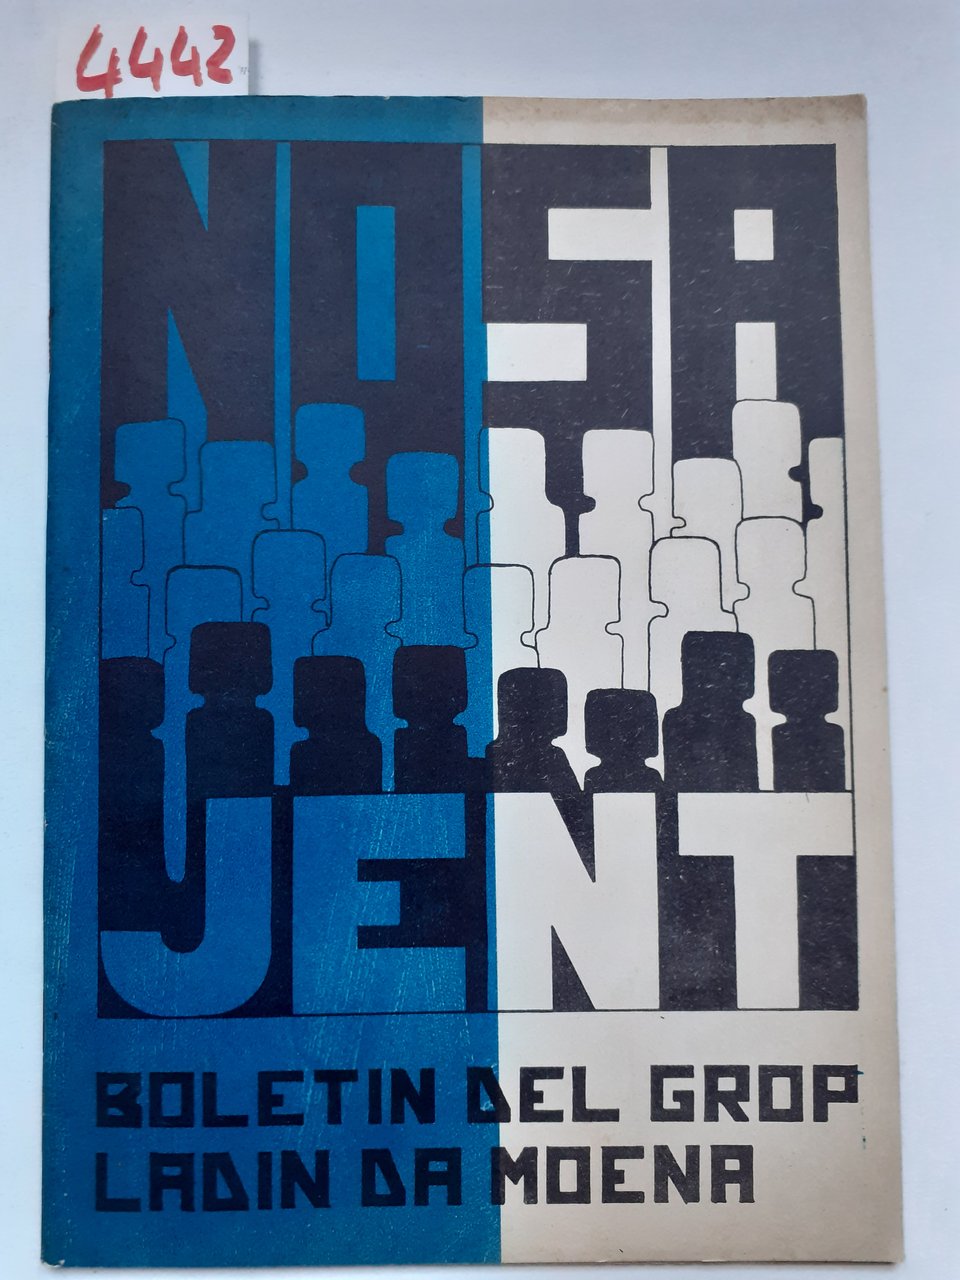 4442
NOSA
JENT
BOLETIN DEL GROP
LADIN DA MOENA